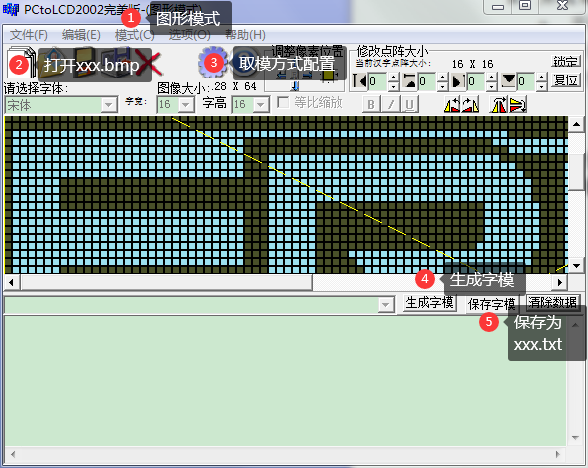 PCtoLCD2002完美版-(图形模式)
1 图形模式
文件(F) 编辑(E) 模式(C) 选项(O) 帮助(H)
2 打开xxx.bmp
3 取模方式配置
调整像素位置
修改点阵大小
当前汉字点阵大小: 16 X 16
锁定
0 0 0 0 复位
请选择字体:
图像大小: 28 X 64
宋体
字宽: 16 字高 16 等比缩放 B I U
4 生成字模
生成字模 保存字模 清除数据
5 保存为
xxx.txt